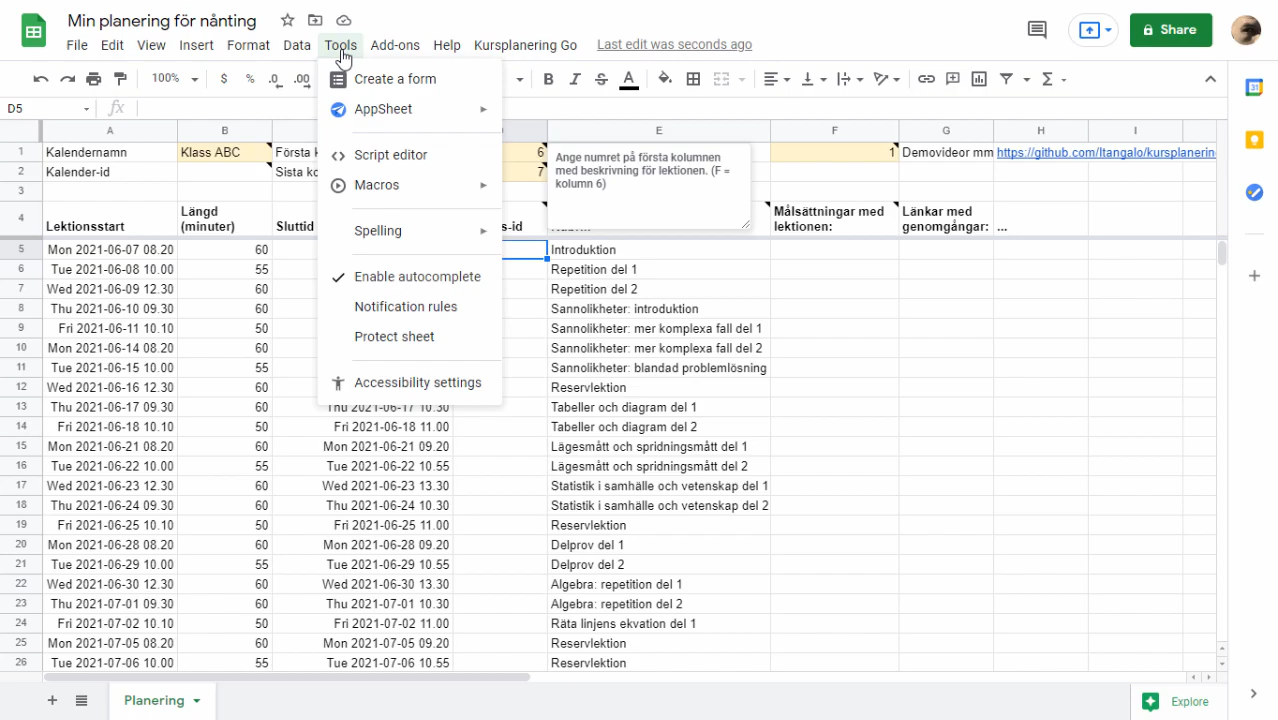 Min planering för nånting
File Edit View Insert Format Data Tools Add-ons Help Kursplanering Go Last edit was seconds ago
Share
100% $ % .0 .00 B I S A Σ
D5 fx
Create a form
AppSheet
Script editor
Macros
Spelling
Enable autocomplete
Notification rules
Protect sheet
Accessibility settings
A B E F G H I
1 Kalendernamn Klass ABC Första k 6 1 Demovideor mm https://github.com/Itangalo/kursplanerin
2 Kalender-id Sista ko 7
Ange numret på första kolumnen
med beskrivning för lektionen. (F =
kolumn 6)
3
4 Lektionsstart Längd (minuter) Sluttid s-id Målsättningar med lektionen: Länkar med genomgångar: ...
5 Mon 2021-06-07 08.20 60 Introduktion
6 Tue 2021-06-08 10.00 55 Repetition del 1
7 Wed 2021-06-09 12.30 60 Repetition del 2
8 Thu 2021-06-10 09.30 60 Sannolikheter: introduktion
9 Fri 2021-06-11 10.10 50 Sannolikheter: mer komplexa fall del 1
10 Mon 2021-06-14 08.20 60 Sannolikheter: mer komplexa fall del 2
11 Tue 2021-06-15 10.00 55 Sannolikheter: blandad problemlösning
12 Wed 2021-06-16 12.30 60 Reservlektion
13 Thu 2021-06-17 09.30 60 Thu 2021-06-17 10.30 Tabeller och diagram del 1
14 Fri 2021-06-18 10.10 50 Fri 2021-06-18 11.00 Tabeller och diagram del 2
15 Mon 2021-06-21 08.20 60 Mon 2021-06-21 09.20 Lägesmått och spridningsmått del 1
16 Tue 2021-06-22 10.00 55 Tue 2021-06-22 10.55 Lägesmått och spridningsmått del 2
17 Wed 2021-06-23 12.30 60 Wed 2021-06-23 13.30 Statistik i samhälle och vetenskap del 1
18 Thu 2021-06-24 09.30 60 Thu 2021-06-24 10.30 Statistik i samhälle och vetenskap del 2
19 Fri 2021-06-25 10.10 50 Fri 2021-06-25 11.00 Reservlektion
20 Mon 2021-06-28 08.20 60 Mon 2021-06-28 09.20 Delprov del 1
21 Tue 2021-06-29 10.00 55 Tue 2021-06-29 10.55 Delprov del 2
22 Wed 2021-06-30 12.30 60 Wed 2021-06-30 13.30 Algebra: repetition del 1
23 Thu 2021-07-01 09.30 60 Thu 2021-07-01 10.30 Algebra: repetition del 2
24 Fri 2021-07-02 10.10 50 Fri 2021-07-02 11.00 Räta linjens ekvation del 1
25 Mon 2021-07-05 08.20 60 Mon 2021-07-05 09.20 Reservlektion
26 Tue 2021-07-06 10.00 55 Tue 2021-07-06 10.55 Reservlektion
Planering
Explore